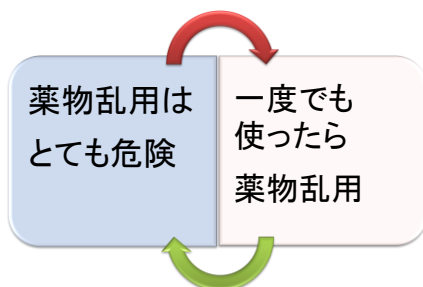 薬物乱用は
とても危険
一度でも
使ったら
薬物乱用